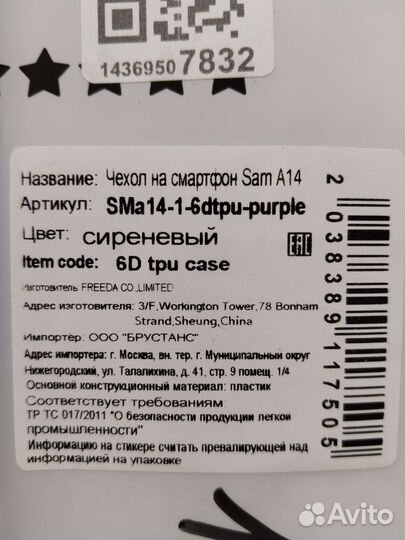 1436950 7832
Название: Чехол на смартфон Sam A14
Артикул: SMa14-1-6dtpu-purple
Цвет: сиреневый
Item code: 6D tpu case
Изготовитель FREEDA CO.,LIMITED
Адрес изготовителя: 3/F,Workington Tower,78 Bonham
Strand,Sheung,China
Импортёр: ООО "БРУСТАНС"
Адрес импортера: г. Москва, вн. тер. г. Муниципальный округ
Нижегородский, ул. Талалихина, д. 41, стр. 9 помещ. 1/4
Основной конструкционный материал: пластик
Соответствует требованиям:
ТР ТС 017/2011 "О безопасности продукции легкой
промышленности"
Информацию на стикере считать превалирующей над
информацией на упаковке
2038389117505
Avito